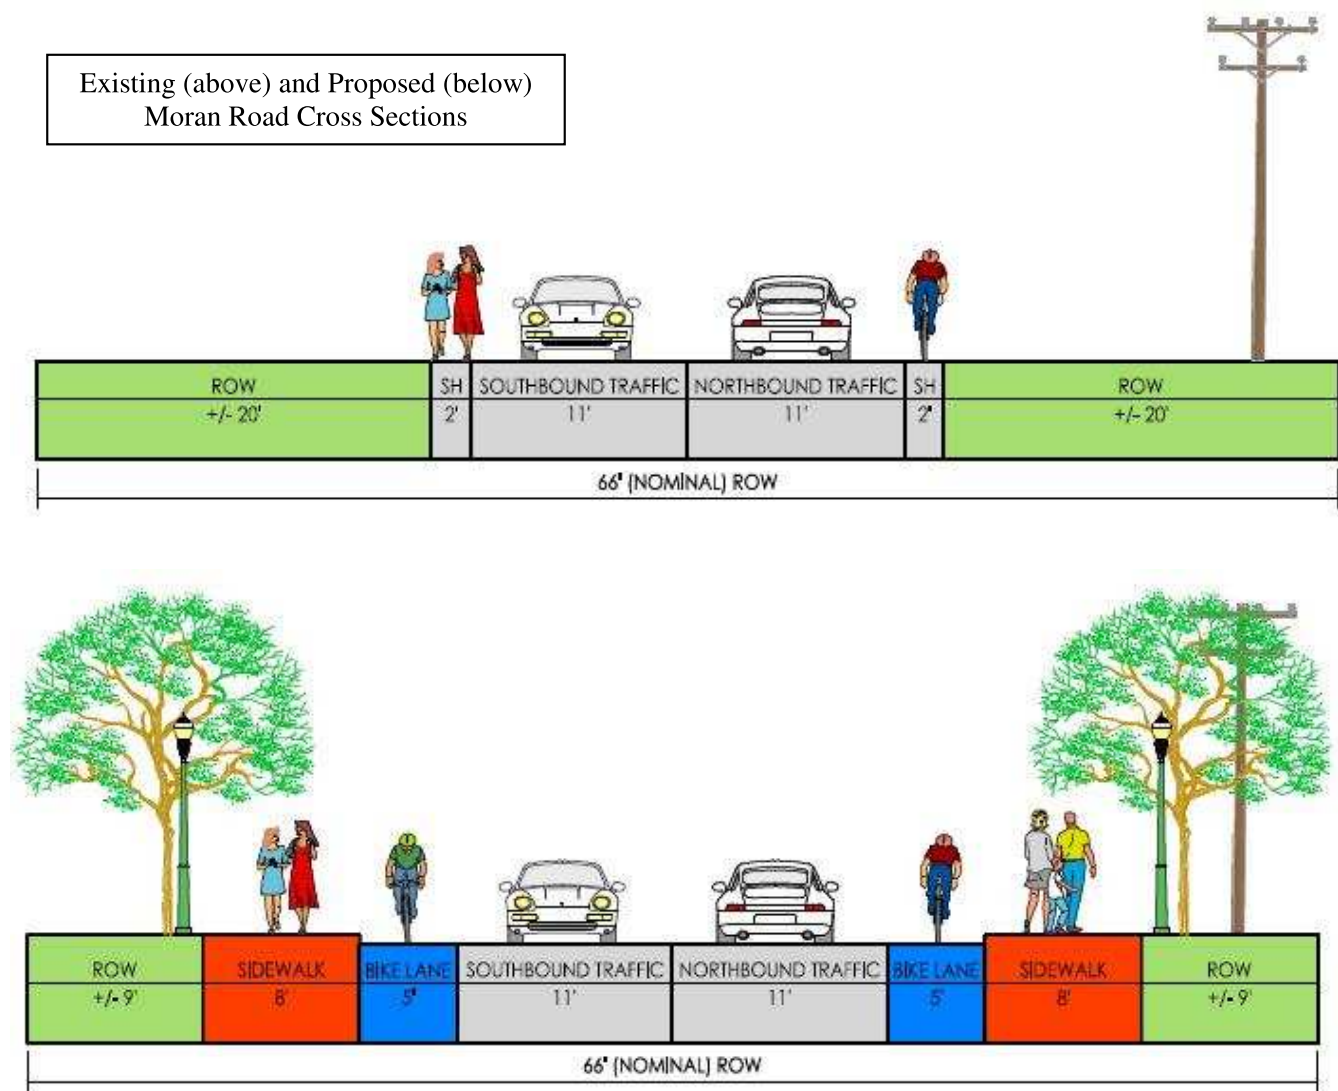 Existing (above) and Proposed (below)
Moran Road Cross Sections
ROW SH SOUTHBOUND TRAFFIC NORTHBOUND TRAFFIC SH ROW
+/- 20' 2' 11' 11' 2' +/- 20'
66' (NOMINAL) ROW
ROW SIDEWALK BIKE LANE SOUTHBOUND TRAFFIC NORTHBOUND TRAFFIC BIKE LANE SIDEWALK ROW
+/- 9' 8' 5' 11' 11' 5' 8' +/- 9'
66' (NOMINAL) ROW